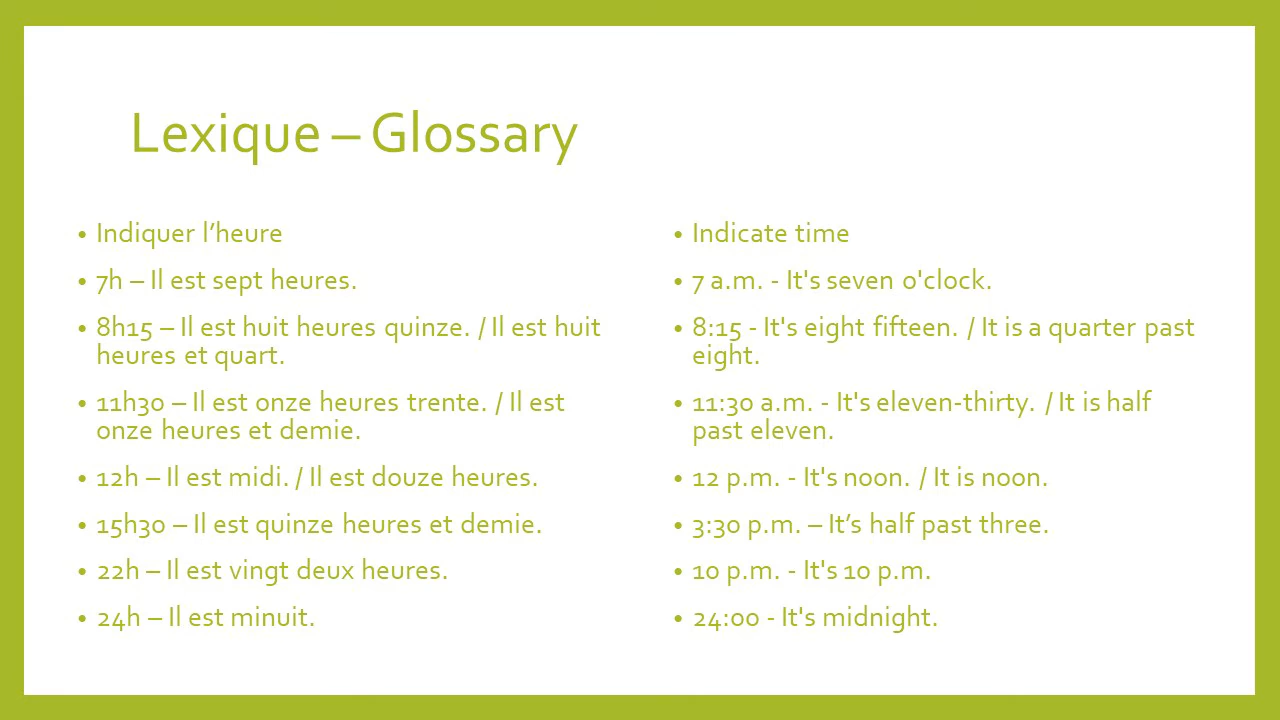 Lexique – Glossary
• Indiquer l’heure
• 7h – Il est sept heures.
• 8h15 – Il est huit heures quinze. / Il est huit
heures et quart.
• 11h30 – Il est onze heures trente. / Il est
onze heures et demie.
• 12h – Il est midi. / Il est douze heures.
• 15h30 – Il est quinze heures et demie.
• 22h – Il est vingt deux heures.
• 24h – Il est minuit.
• Indicate time
• 7 a.m. - It's seven o'clock.
• 8:15 - It's eight fifteen. / It is a quarter past
eight.
• 11:30 a.m. - It's eleven-thirty. / It is half
past eleven.
• 12 p.m. - It's noon. / It is noon.
• 3:30 p.m. – It’s half past three.
• 10 p.m. - It's 10 p.m.
• 24:00 - It's midnight.